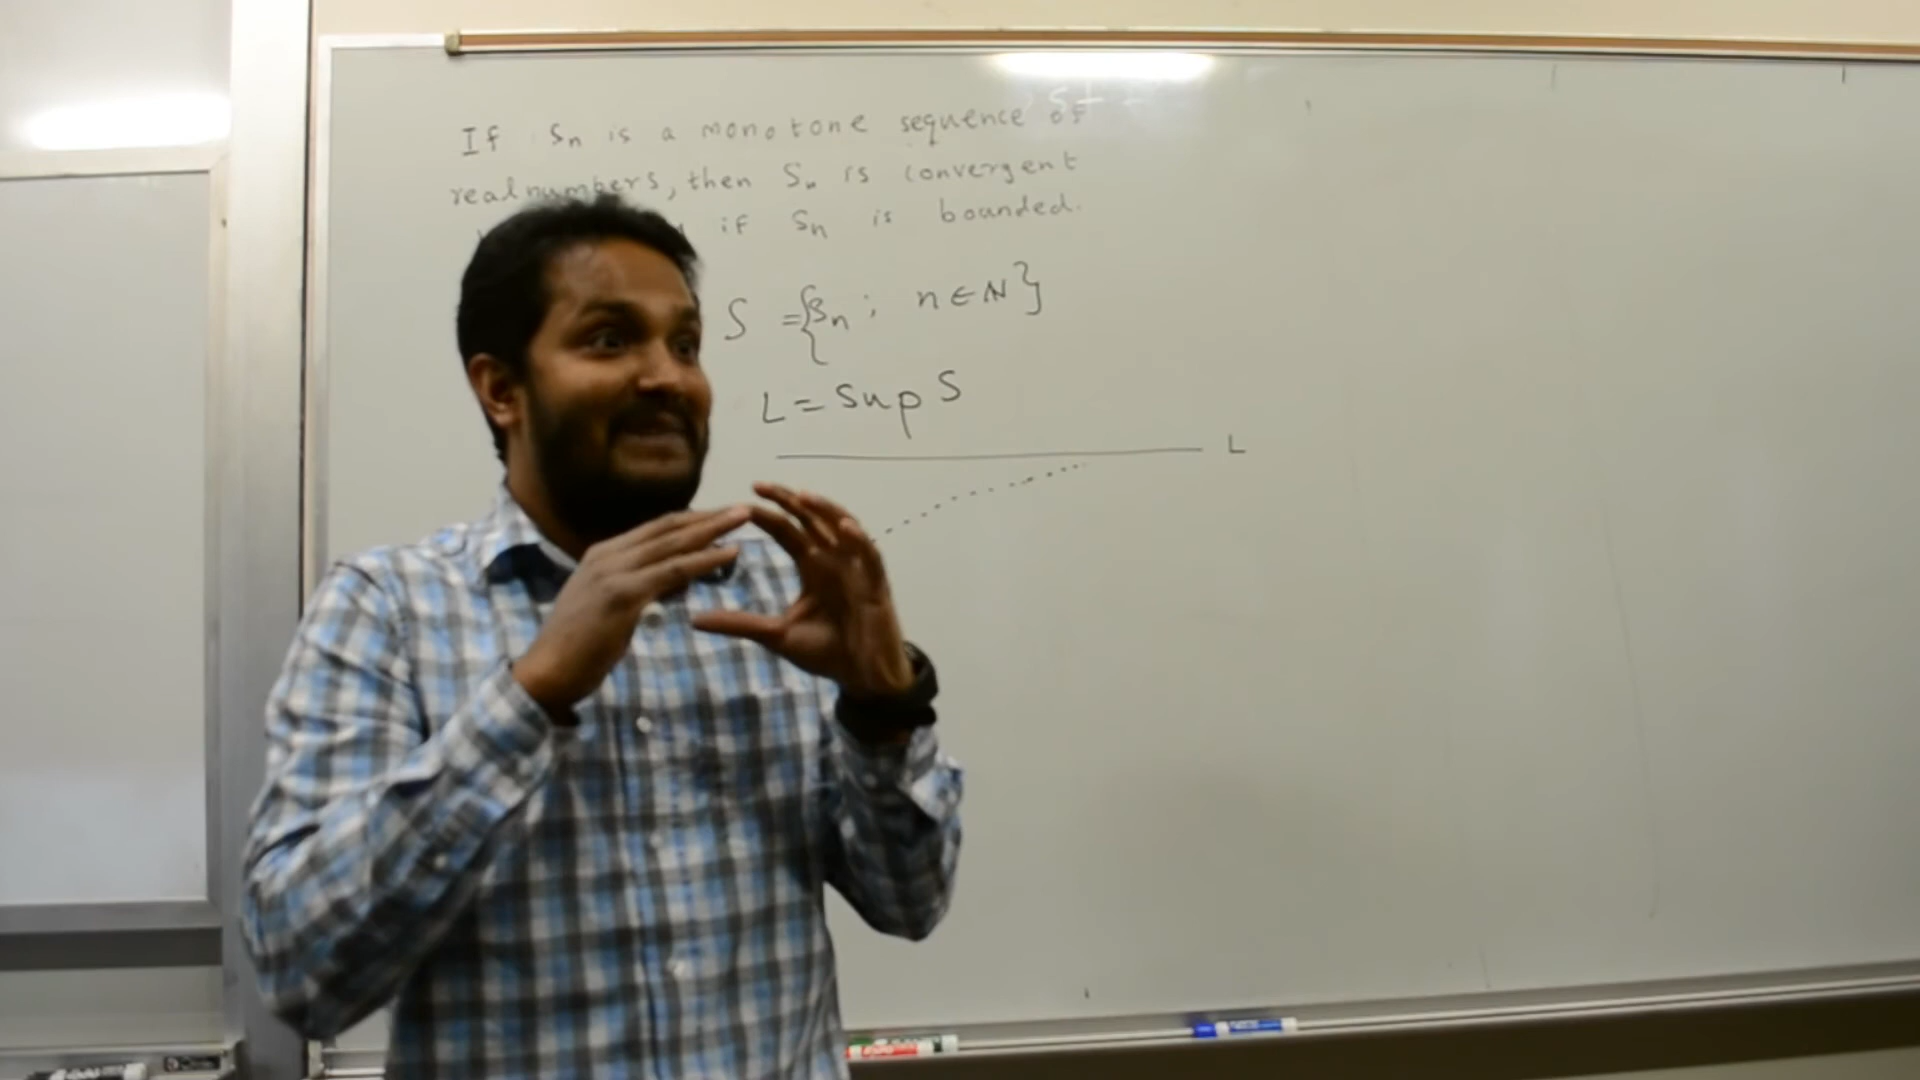 If Sn is a monotone sequence of
real numbers, then Sn is convergent
if Sn is bounded.
S = {Sn ; n ∈ N}
L = Sup S
L